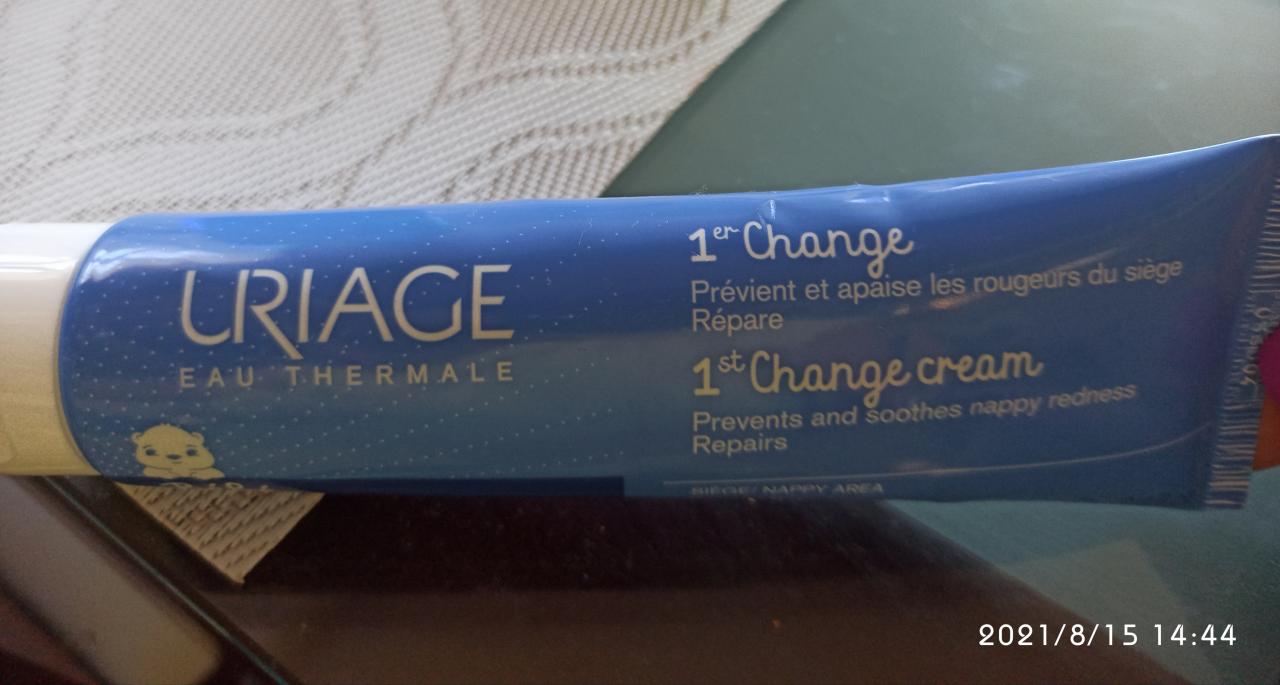 URIAGE
EAU THERMALE
1er Change
Prévient et apaise les rougeurs du siège
Répare
1st Change cream
Prevents and soothes nappy redness
Repairs
SIÈGE/ NAPPY AREA
2021/8/15 14:44